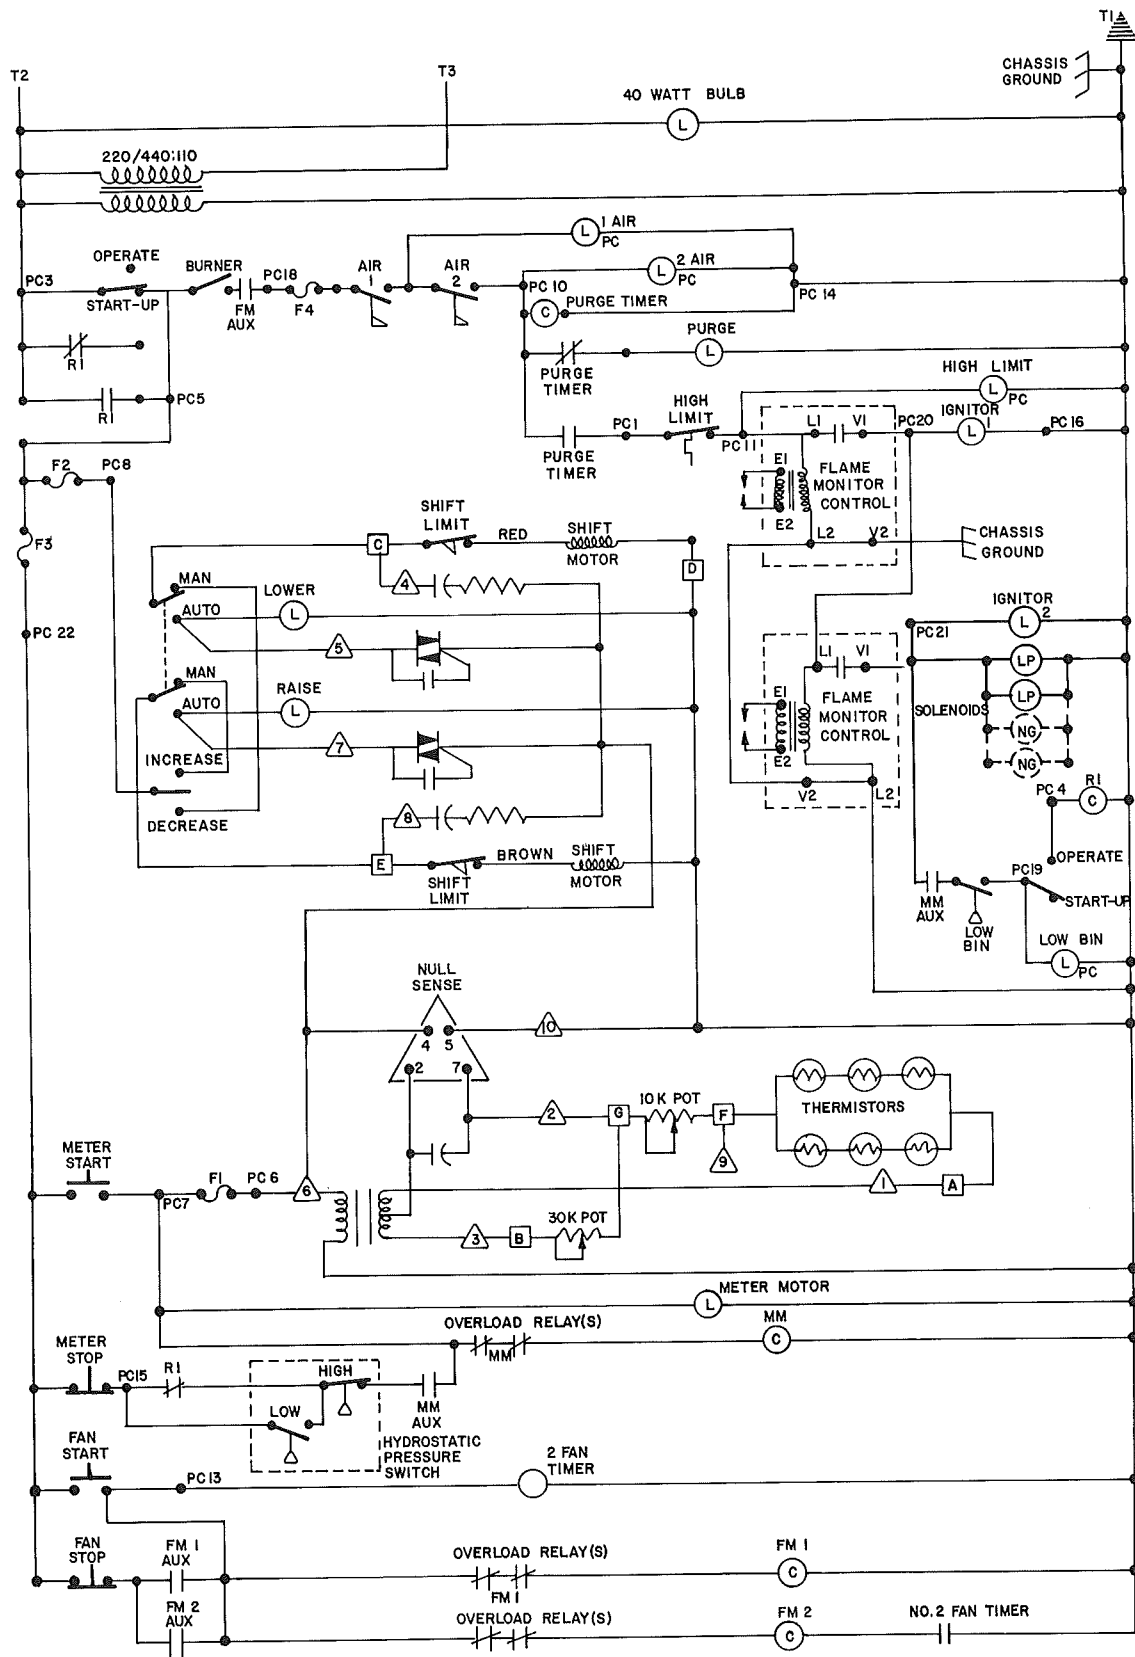 T1
CHASSIS
GROUND
T2
T3
40 WATT BULB
L
220/440:110
1 AIR
L
PC
OPERATE
BURNER
PC18
AIR
1
AIR
2
2 AIR
L
PC
PC3
PC 10
START-UP
FM
AUX
F4
C
PURGE TIMER
PC 14
PURGE
L
R1
PURGE
TIMER
HIGH LIMIT
L
PC
R1
PC5
HIGH
LIMIT
PC1
PC11
L1
V1
PC20
IGNITOR
1
L
PC16
PURGE
TIMER
F2
PC8
E1
FLAME
MONITOR
CONTROL
E2
L2
V2
CHASSIS
GROUND
F3
SHIFT
LIMIT
RED
SHIFT
MOTOR
C
D
4
MAN
AUTO
LOWER
L
IGNITOR
2
L
PC 22
PC21
5
L1
V1
LP
MAN
AUTO
RAISE
L
E1
FLAME
MONITOR
CONTROL
E2
LP
SOLENOIDS
NG
NG
7
INCREASE
V2
L2
R1
PC4
C
DECREASE
8
OPERATE
E
BROWN
SHIFT
LIMIT
SHIFT
MOTOR
PC19
MM
AUX
LOW
BIN
START-UP
LOW BIN
L
PC
NULL
SENSE
4
5
10
2
7
10K POT
THERMISTORS
2
G
F
9
METER
START
F1
PC 6
PC7
6
1
A
30K POT
3
B
METER MOTOR
L
OVERLOAD RELAY(S)
MM
MM
C
METER
STOP
PC15
R1
HIGH
LOW
MM
AUX
HYDROSTATIC
PRESSURE
SWITCH
FAN
START
PC13
2 FAN
TIMER
FAN
STOP
FM 1
AUX
OVERLOAD RELAY(S)
FM1
FM 1
C
FM 2
AUX
OVERLOAD RELAY(S)
FM 2
C
NO.2 FAN TIMER